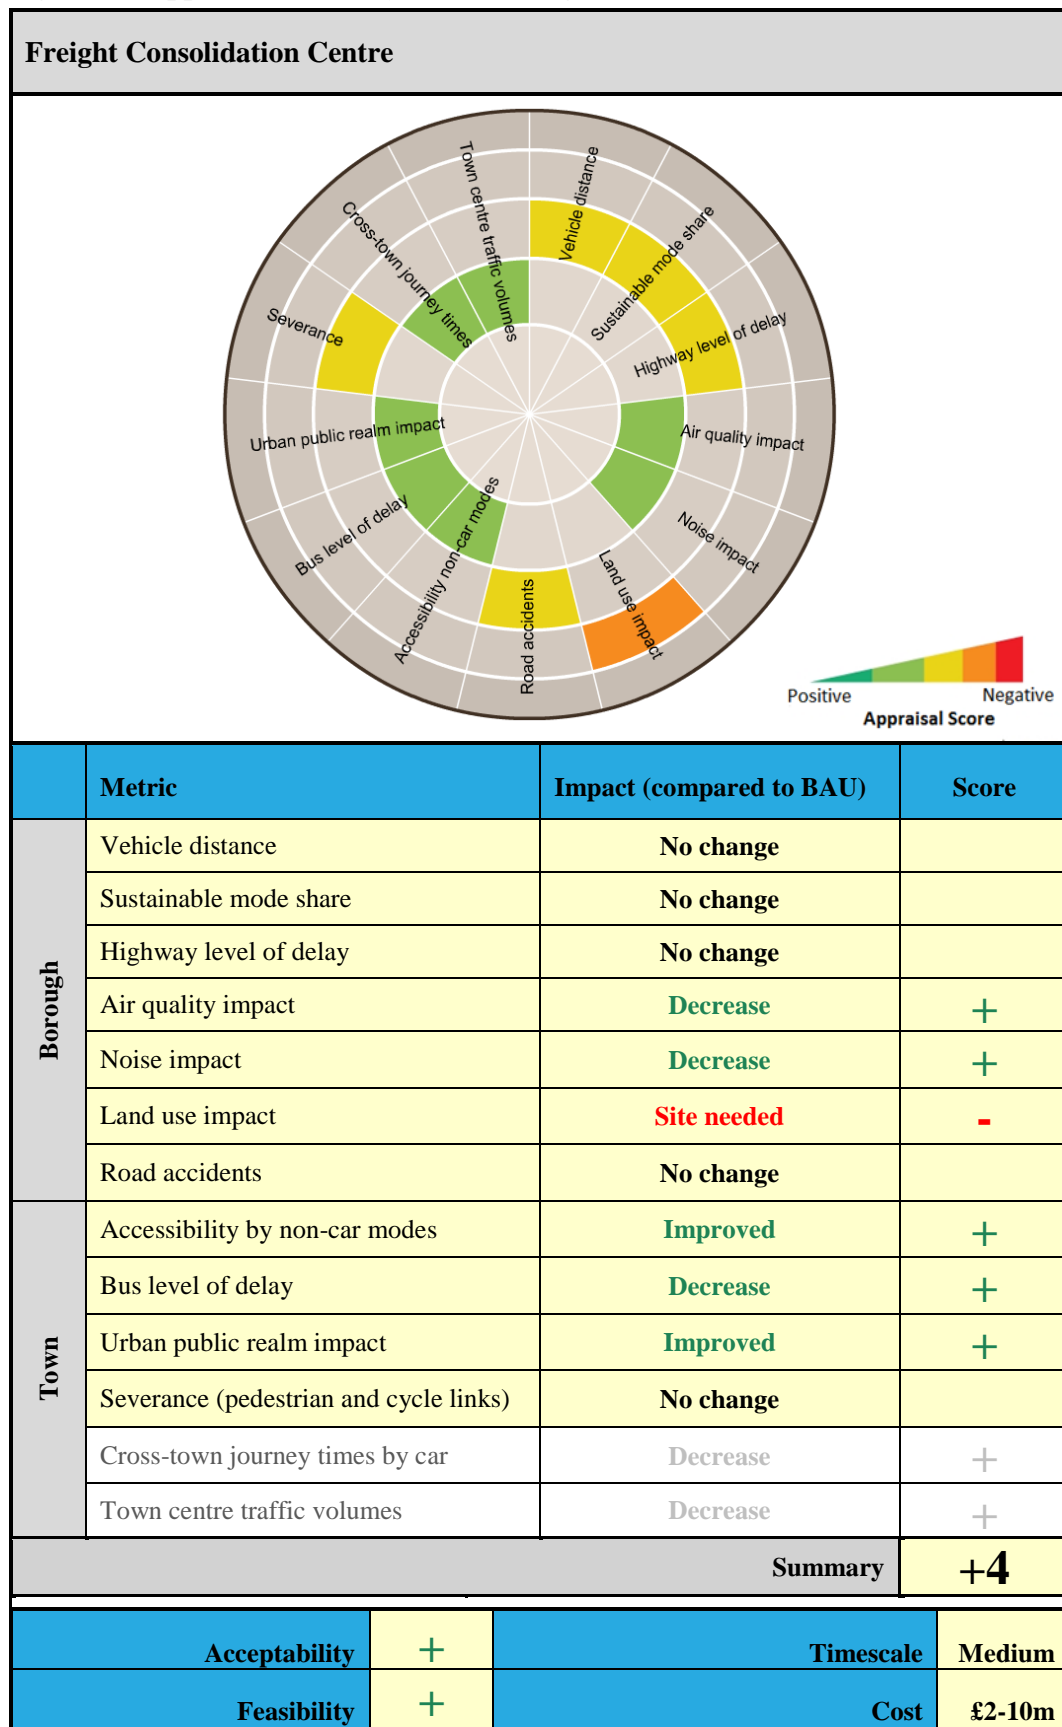 Freight Consolidation Centre
Town centre traffic volumes
Vehicle distance
Cross-town journey times
Sustainable mode share
Severance
Highway level of delay
Urban public realm impact
Air quality impact
Bus level of delay
Noise impact
Accessibility non-car modes
Road accidents
Land use impact
Positive Negative
Appraisal Score
Metric Impact (compared to BAU) Score
Borough
Vehicle distance No change
Sustainable mode share No change
Highway level of delay No change
Air quality impact Decrease +
Noise impact Decrease +
Land use impact Site needed -
Road accidents No change
Town
Accessibility by non-car modes Improved +
Bus level of delay Decrease +
Urban public realm impact Improved +
Severance (pedestrian and cycle links) No change
Cross-town journey times by car Decrease +
Town centre traffic volumes Decrease +
Summary +4
Acceptability + Timescale Medium
Feasibility + Cost £2-10m